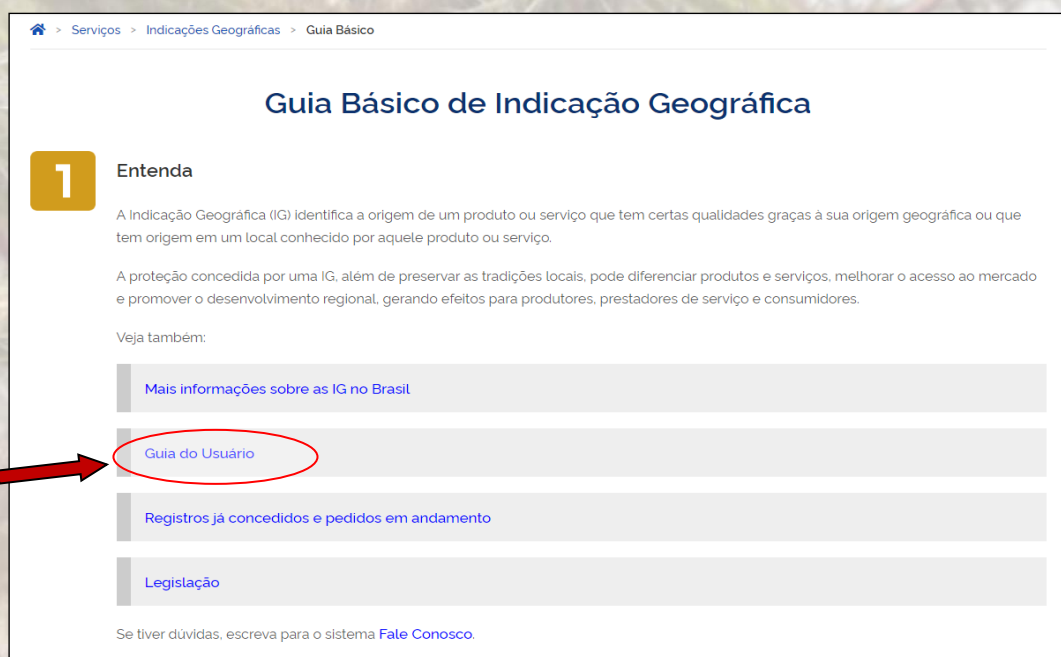 > Serviços > Indicações Geográficas > Guia Básico
Guia Básico de Indicação Geográfica
1
Entenda
A Indicação Geográfica (IG) identifica a origem de um produto ou serviço que tem certas qualidades graças à sua origem geográfica ou que
tem origem em um local conhecido por aquele produto ou serviço.
A proteção concedida por uma IG, além de preservar as tradições locais, pode diferenciar produtos e serviços, melhorar o acesso ao mercado
e promover o desenvolvimento regional, gerando efeitos para produtores, prestadores de serviço e consumidores.
Veja também:
Mais informações sobre as IG no Brasil
Guia do Usuário
Registros já concedidos e pedidos em andamento
Legislação
Se tiver dúvidas, escreva para o sistema Fale Conosco.